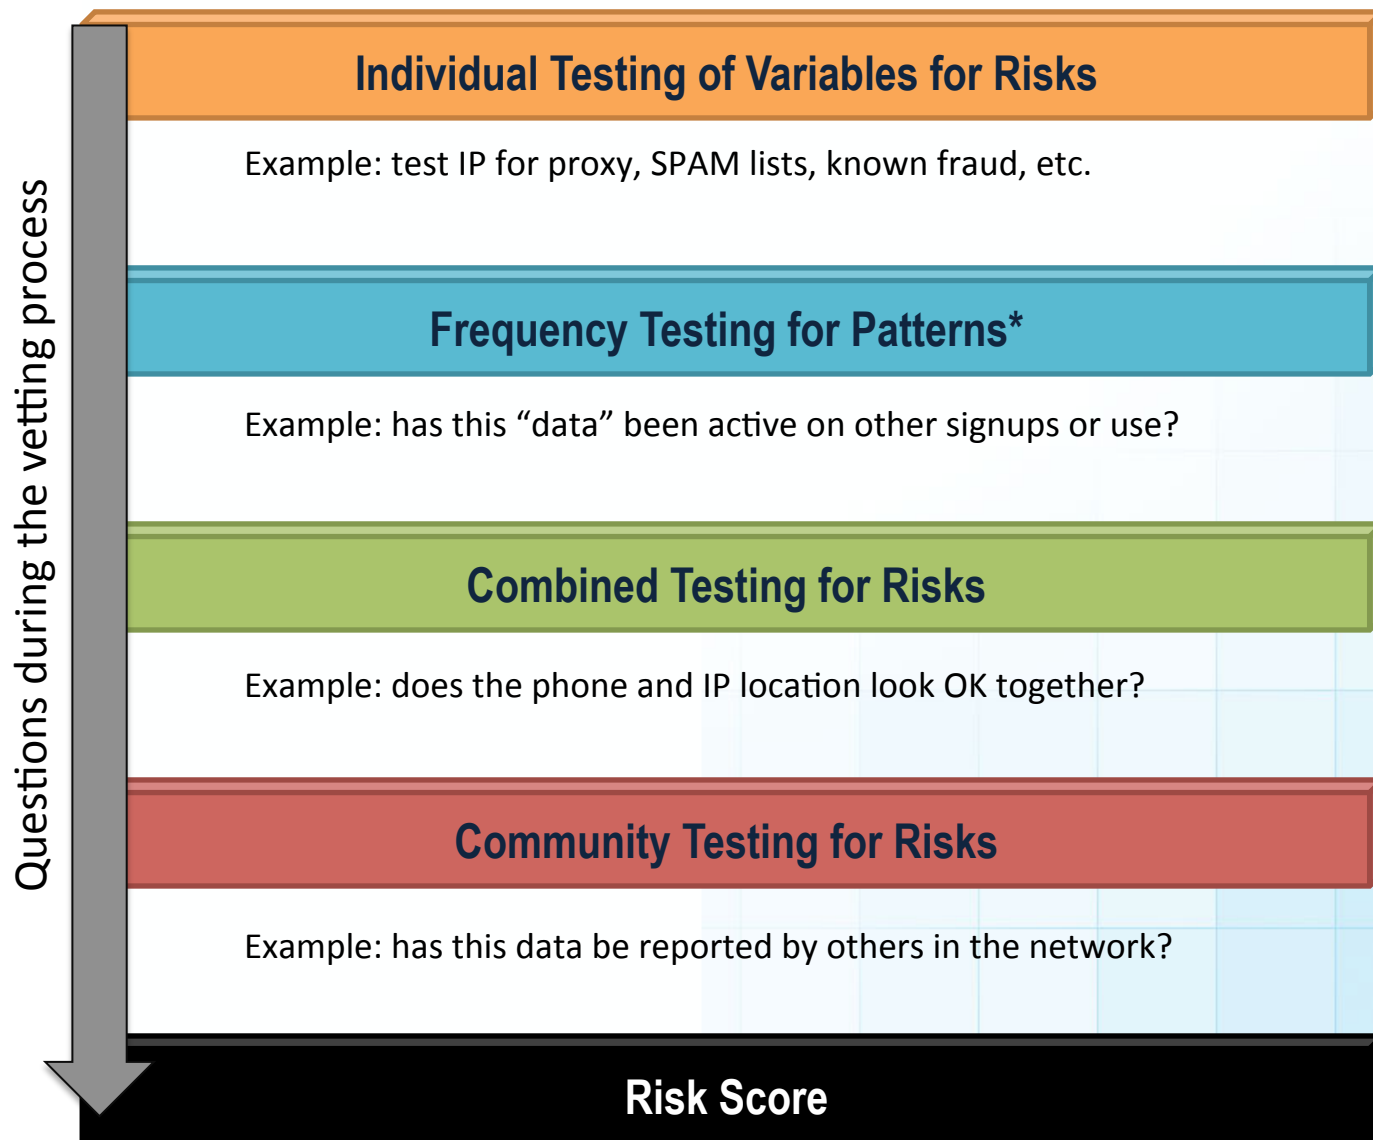 Questions during the vetting process
Individual Testing of Variables for Risks
Example: test IP for proxy, SPAM lists, known fraud, etc.
Frequency Testing for Patterns*
Example: has this “data” been active on other signups or use?
Combined Testing for Risks
Example: does the phone and IP location look OK together?
Community Testing for Risks
Example: has this data be reported by others in the network?
Risk Score